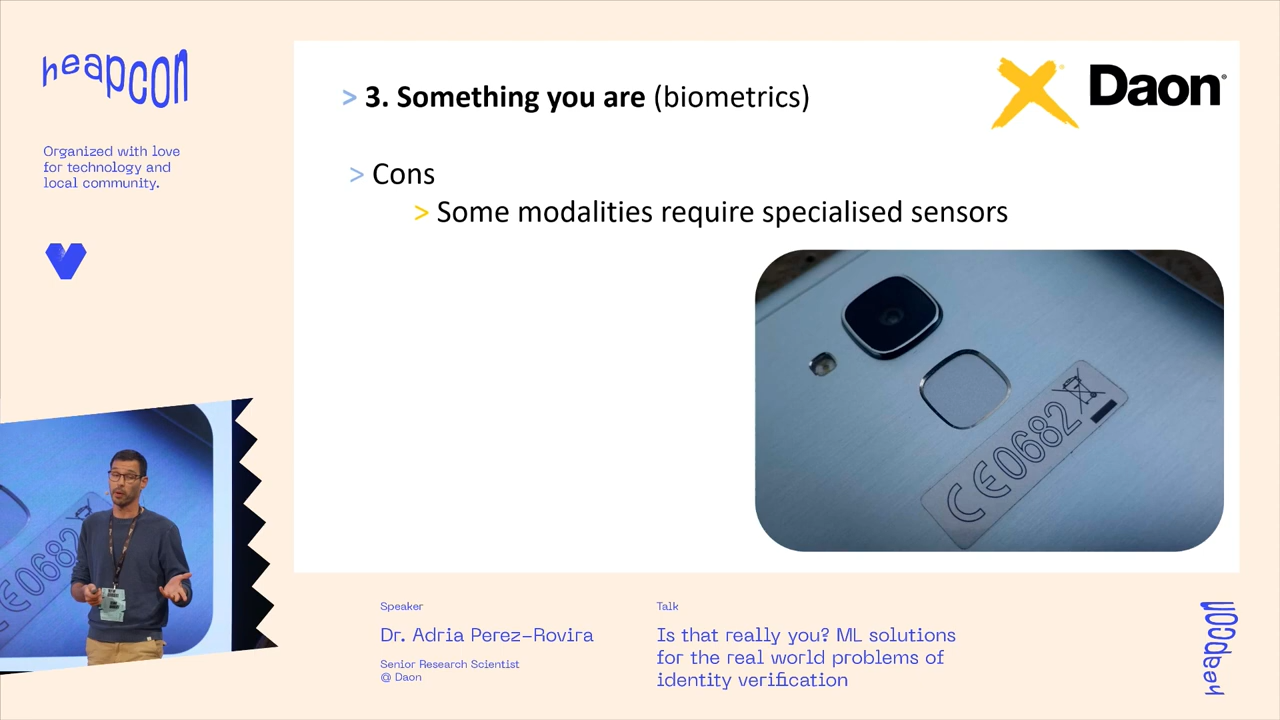 heapcon
Organized with love
for technology and
local community.
> 3. Something you are (biometrics)
Daon®
> Cons
> Some modalities require specialised sensors
CE0682
CE0682
Speaker
Dr. Adria Perez-Rovira
Senior Research Scientist
@ Daon
Talk
Is that really you? ML solutions
for the real world problems of
identity verification
heapcon